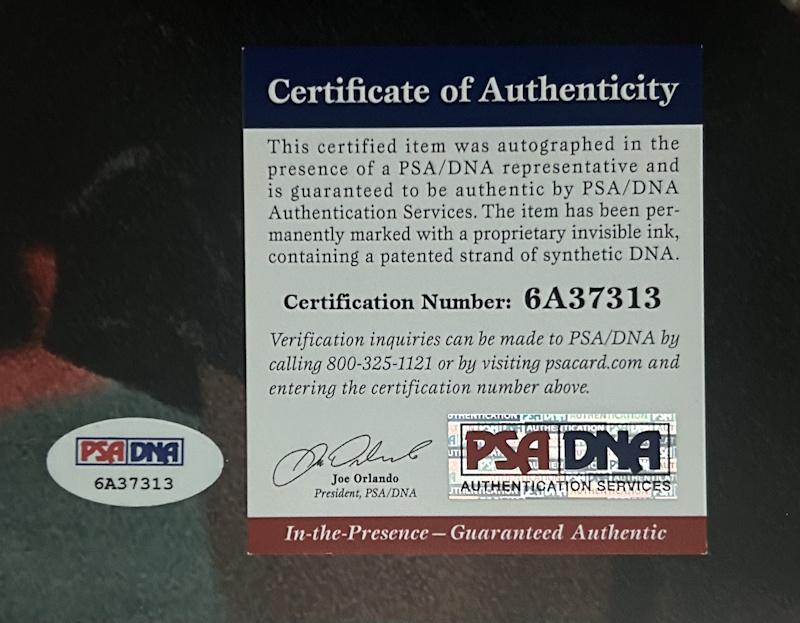 Certificate of Authenticity
This certified item was autographed in the
presence of a PSA/DNA representative and
is guaranteed to be authentic by PSA/DNA
Authentication Services. The item has been per-
manently marked with a proprietary invisible ink,
containing a patented strand of synthetic DNA.
Certification Number: 6A37313
Verification inquiries can be made to PSA/DNA by
calling 800-325-1121 or by visiting psacard.com and
entering the certification number above.
Joe Orlando
President, PSA/DNA
PSA DNA
AUTHENTICATION SERVICES
In-the-Presence – Guaranteed Authentic
PSA DNA
6A37313